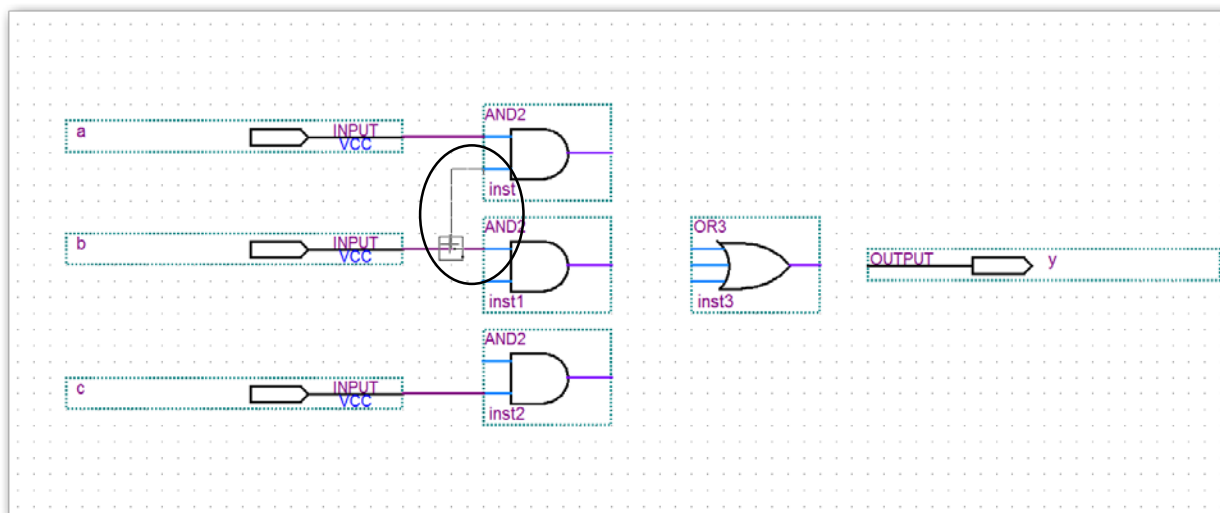 AND2
a
INPUT
VCC
inst
AND2
b
INPUT
VCC
inst1
OR3
inst3
OUTPUT
y
AND2
c
INPUT
VCC
inst2